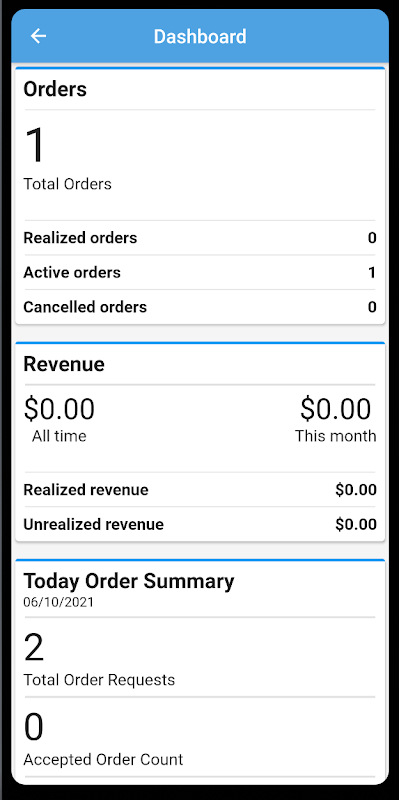 Dashboard
Orders
1
Total Orders
Realized orders 0
Active orders 1
Cancelled orders 0
Revenue
$0.00 $0.00
All time This month
Realized revenue $0.00
Unrealized revenue $0.00
Today Order Summary
06/10/2021
2
Total Order Requests
0
Accepted Order Count